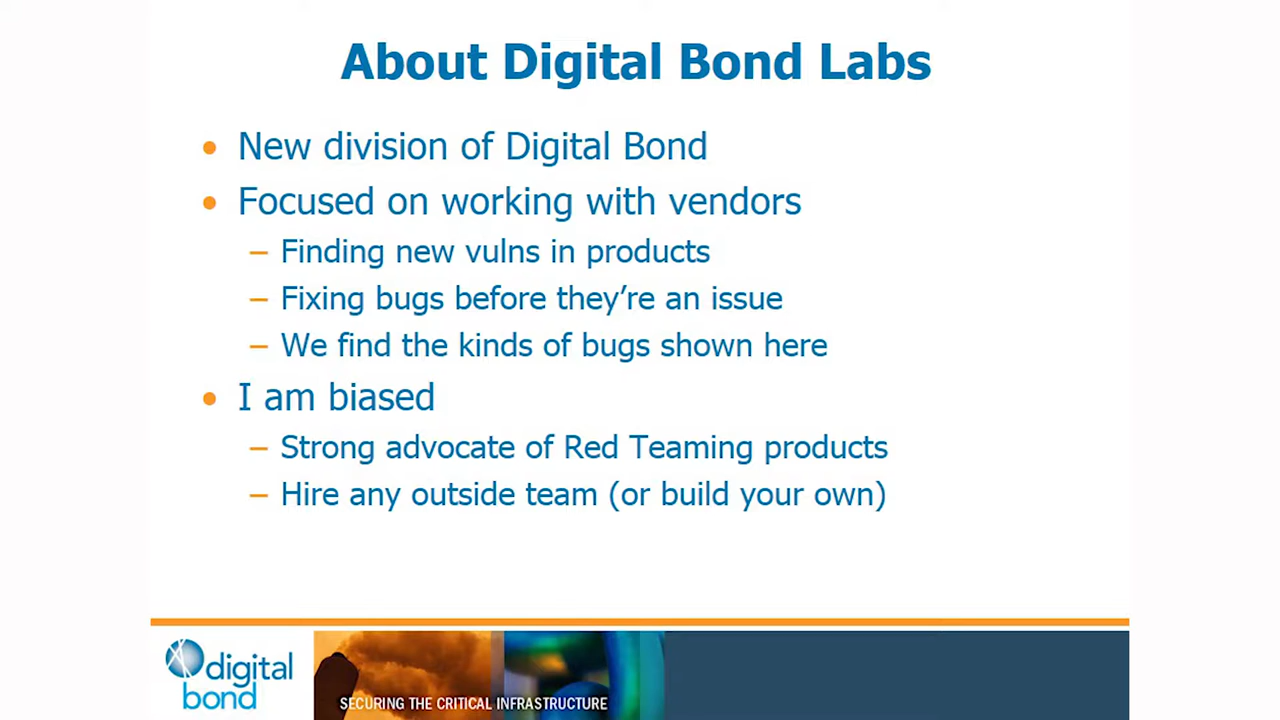 About Digital Bond Labs
• New division of Digital Bond
• Focused on working with vendors
– Finding new vulns in products
– Fixing bugs before they’re an issue
– We find the kinds of bugs shown here
• I am biased
– Strong advocate of Red Teaming products
– Hire any outside team (or build your own)
digital
bond
SECURING THE CRITICAL INFRASTRUCTURE